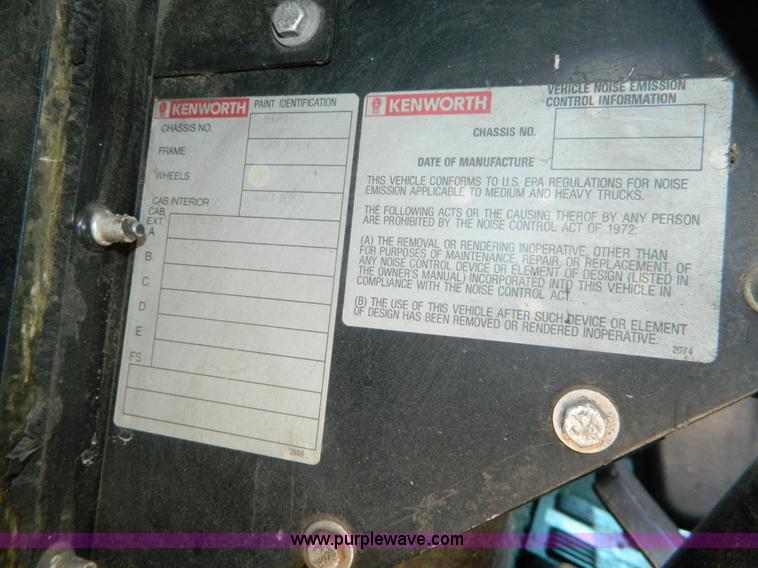 KENWORTH PAINT IDENTIFICATION
CHASSIS NO.
FRAME
WHEELS
CAB INTERIOR
CAB
EXT.
A
B
C
D
E
FS
KENWORTH
VEHICLE NOISE EMISSION
CONTROL INFORMATION
CHASSIS NO.
DATE OF MANUFACTURE
THIS VEHICLE CONFORMS TO U.S. EPA REGULATIONS FOR NOISE
EMISSION APPLICABLE TO MEDIUM AND HEAVY TRUCKS.
THE FOLLOWING ACTS OR THE CAUSING THEROF BY ANY PERSON
ARE PROHIBITED BY THE NOISE CONTROL ACT OF 1972:
(A) THE REMOVAL OR RENDERING INOPERATIVE, OTHER THAN
FOR PURPOSES OF MAINTENANCE, REPAIR, OR REPLACEMENT, OF
ANY NOISE CONTROL DEVICE OR ELEMENT OF DESIGN (LISTED IN
THE OWNER'S MANUAL) INCORPORATED INTO THIS VEHICLE IN
COMPLIANCE WITH THE NOISE CONTROL ACT.
(B) THE USE OF THIS VEHICLE AFTER SUCH DEVICE OR ELEMENT
OF DESIGN HAS BEEN REMOVED OR RENDERED INOPERATIVE.
2074
www.purplewave.com